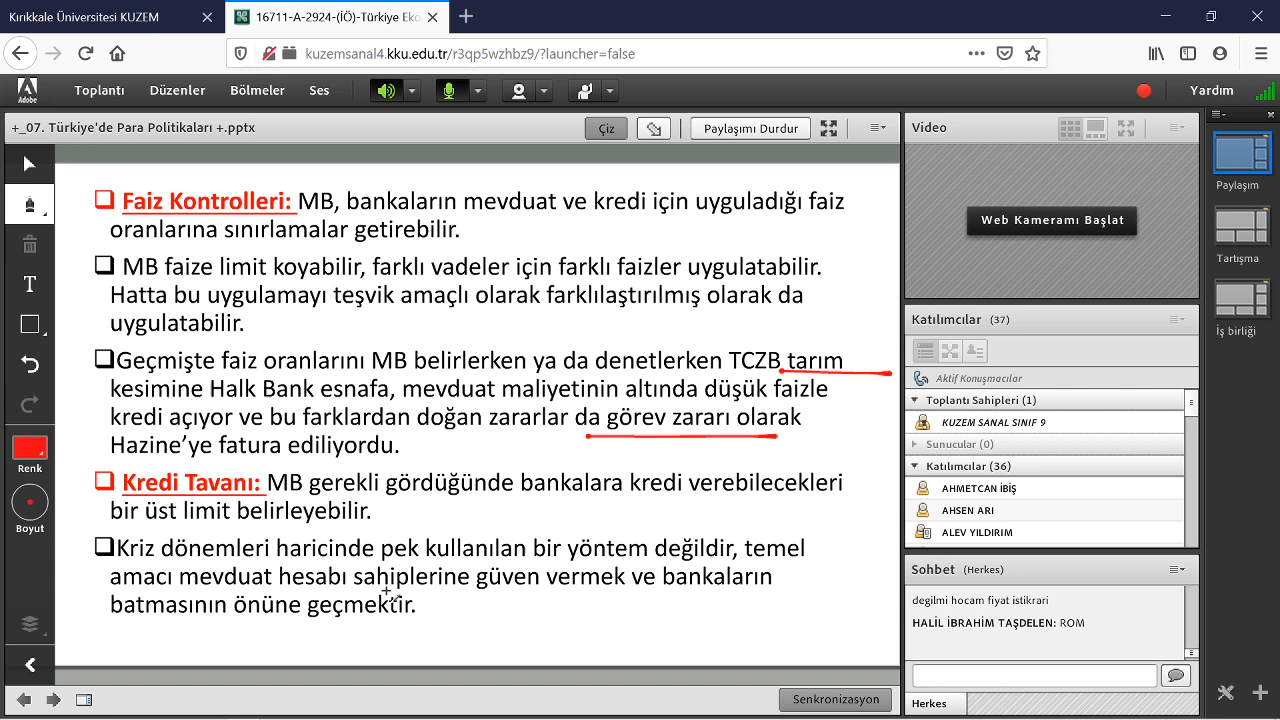 Kırıkkale Üniversitesi KUZEM
16711-A-2924-(İÖ)-Türkiye Eko
kuzemsanal4.kku.edu.tr/r3qp5wzhbz9/?launcher=false
Adobe
Toplantı
Düzenler
Bölmeler
Ses
Yardım
+_07. Türkiye'de Para Politikaları +.pptx
Çiz
Paylaşımı Durdur
Faiz Kontrolleri: MB, bankaların mevduat ve kredi için uyguladığı faiz
oranlarına sınırlamalar getirebilir.
MB faize limit koyabilir, farklı vadeler için farklı faizler uygulatabilir.
Hatta bu uygulamayı teşvik amaçlı olarak farklılaştırılmış olarak da
uygulatabilir.
Geçmişte faiz oranlarını MB belirlerken ya da denetlerken TCZB tarım
kesimine Halk Bank esnafa, mevduat maliyetinin altında düşük faizle
kredi açıyor ve bu farklardan doğan zararlar da görev zararı olarak
Hazine’ye fatura ediliyordu.
Kredi Tavanı: MB gerekli gördüğünde bankalara kredi verebilecekleri
bir üst limit belirleyebilir.
Kriz dönemleri haricinde pek kullanılan bir yöntem değildir, temel
amacı mevduat hesabı sahiplerine güven vermek ve bankaların
batmasının önüne geçmektir.
T
Renk
Boyut
Senkronizasyon
Video
Web Kameramı Başlat
Katılımcılar (37)
Aktif Konuşmacılar
Toplantı Sahipleri (1)
KUZEM SANAL SINIF 9
Sunucular (0)
Katılımcılar (36)
AHMETCAN İBİŞ
AHSEN ARI
ALEV YILDIRIM
Sohbet (Herkes)
degilmi hocam fiyat istikrari
HALİL İBRAHİM TAŞDELEN: ROM
Herkes
Paylaşım
Tartışma
İş birliği